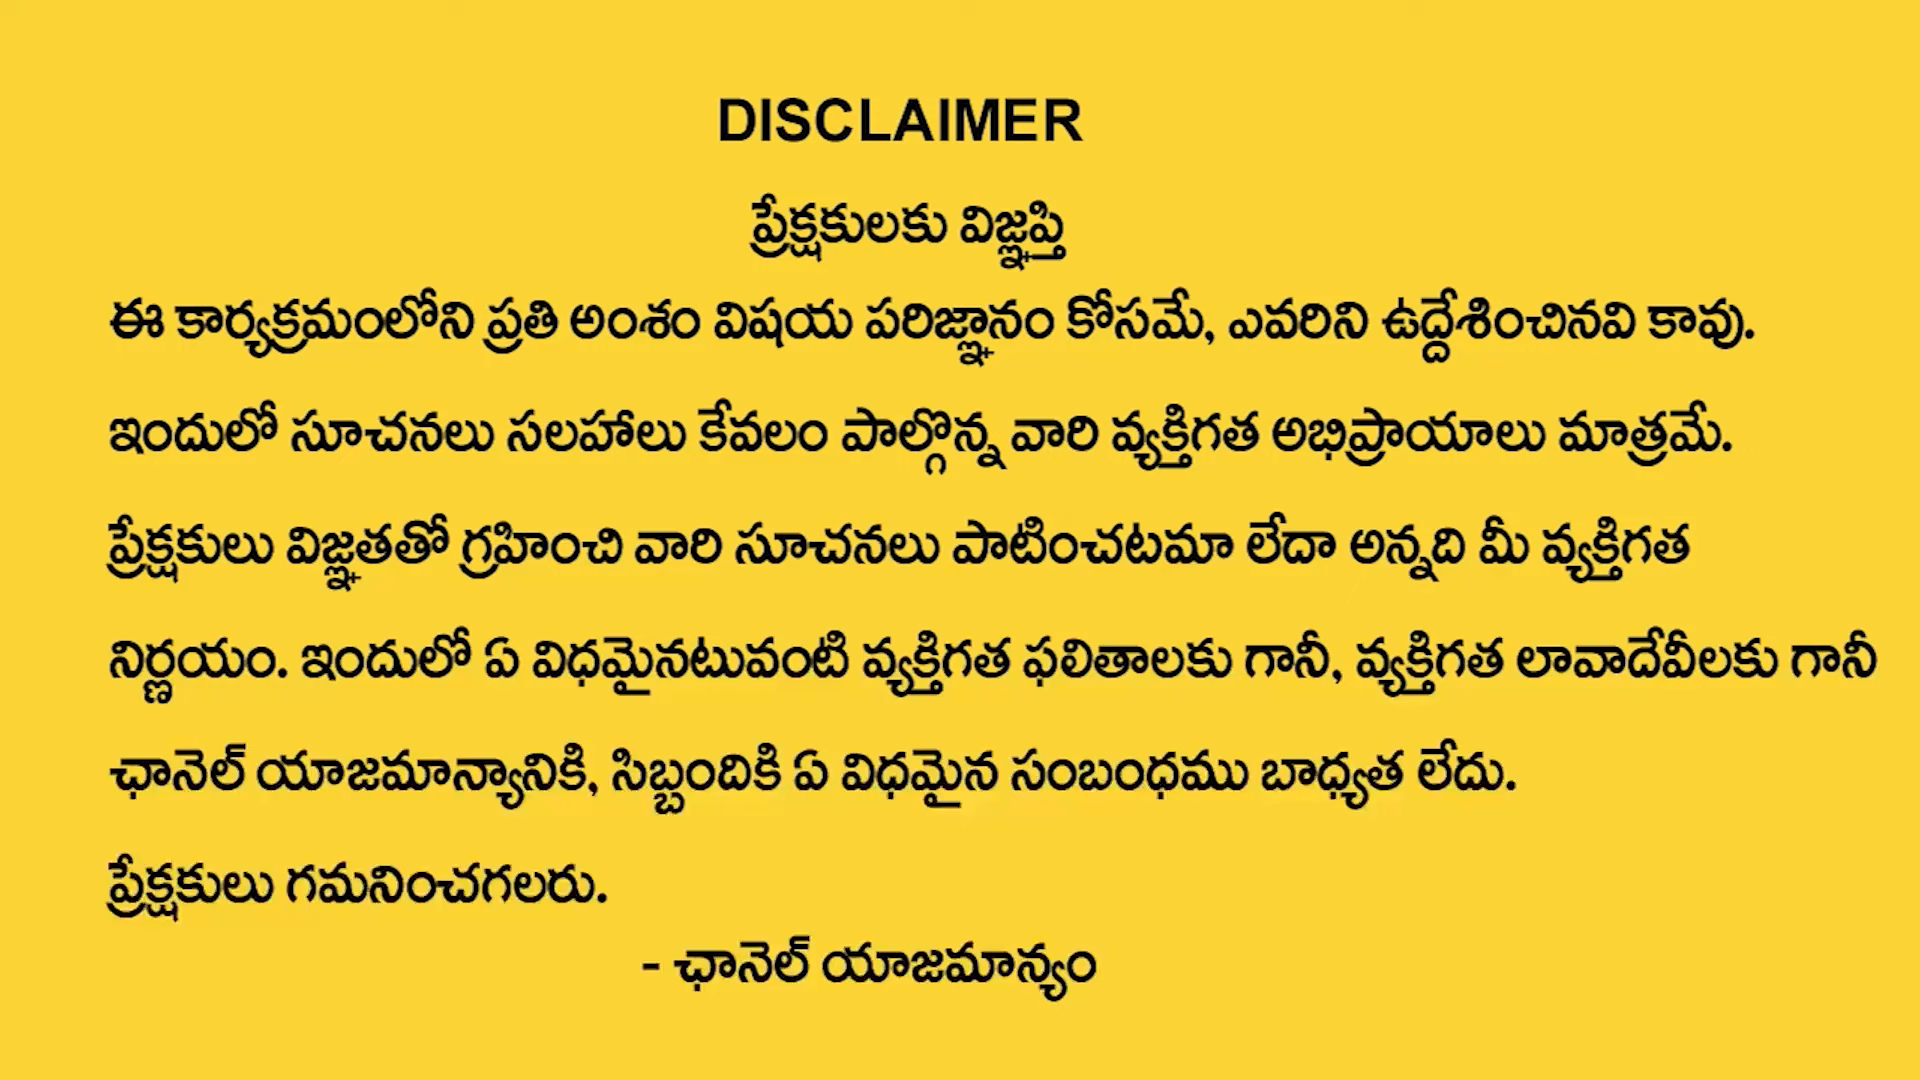 DISCLAIMER
ప్రేక్షకులకు విజ్ఞప్తి
ఈ కార్యక్రమంలోని ప్రతి అంశం విషయ పరిజ్ఞానం కోసమే, ఎవరిని ఉద్దేశించినవి కావు.
ఇందులో సూచనలు సలహాలు కేవలం పాల్గొన్న వారి వ్యక్తిగత అభిప్రాయాలు మాత్రమే.
ప్రేక్షకులు విజ్ఞతతో గ్రహించి వారి సూచనలు పాటించటమా లేదా అన్నది మీ వ్యక్తిగత
నిర్ణయం. ఇందులో ఏ విధమైనటువంటి వ్యక్తిగత ఫలితాలకు గానీ, వ్యక్తిగత లావాదేవీలకు గానీ
ఛానెల్ యాజమాన్యానికి, సిబ్బందికి ఏ విధమైన సంబంధము బాధ్యత లేదు.
ప్రేక్షకులు గమనించగలరు.
- ఛానెల్ యాజమాన్యం